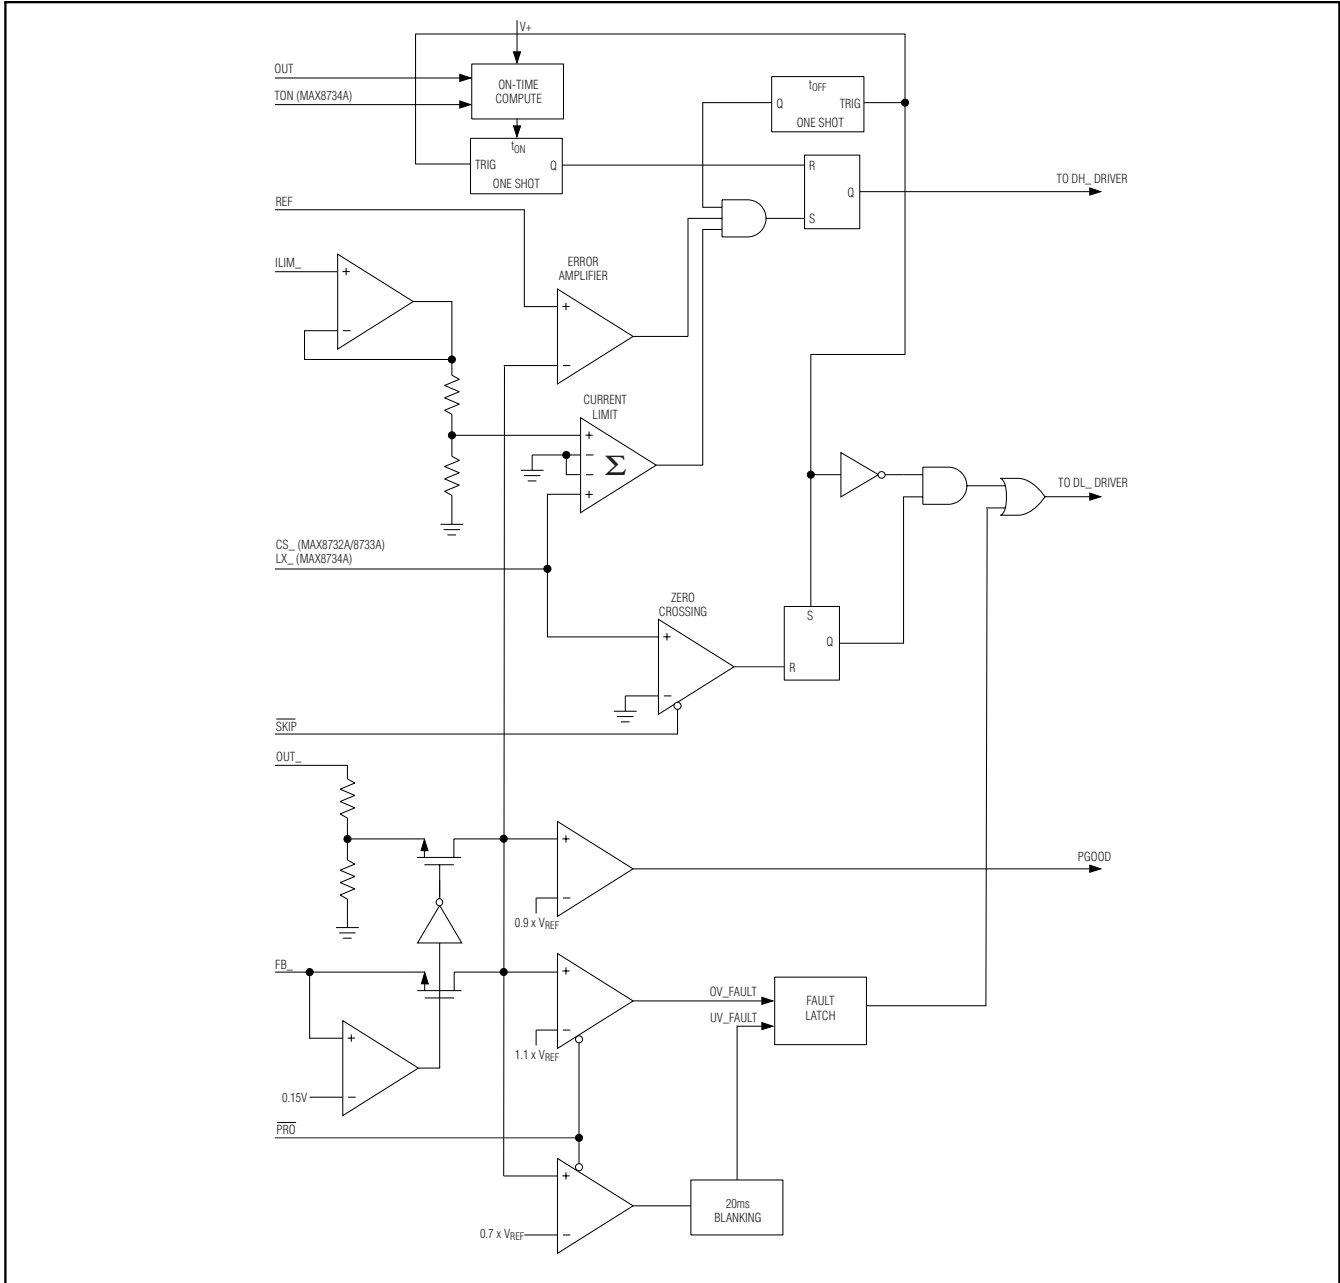 V+
OUT
TON (MAX8734A)
ON-TIME
COMPUTE
tOFF
Q TRIG
ONE SHOT
tON
TRIG Q
ONE SHOT
R
Q
S
TO DH_ DRIVER
REF
ILIM_
+
−
ERROR
AMPLIFIER
+
−
CURRENT
LIMIT
+
−
−
+
Σ
TO DL_ DRIVER
CS_ (MAX8732A/8733A)
LX_ (MAX8734A)
ZERO
CROSSING
+
−
S
Q
R
SKIP
OUT_
+
−
0.9 x VREF
PGOOD
FB_
+
−
1.1 x VREF
OV_FAULT
UV_FAULT
FAULT
LATCH
+
−
0.15V
PRO
+
−
0.7 x VREF
20ms
BLANKING